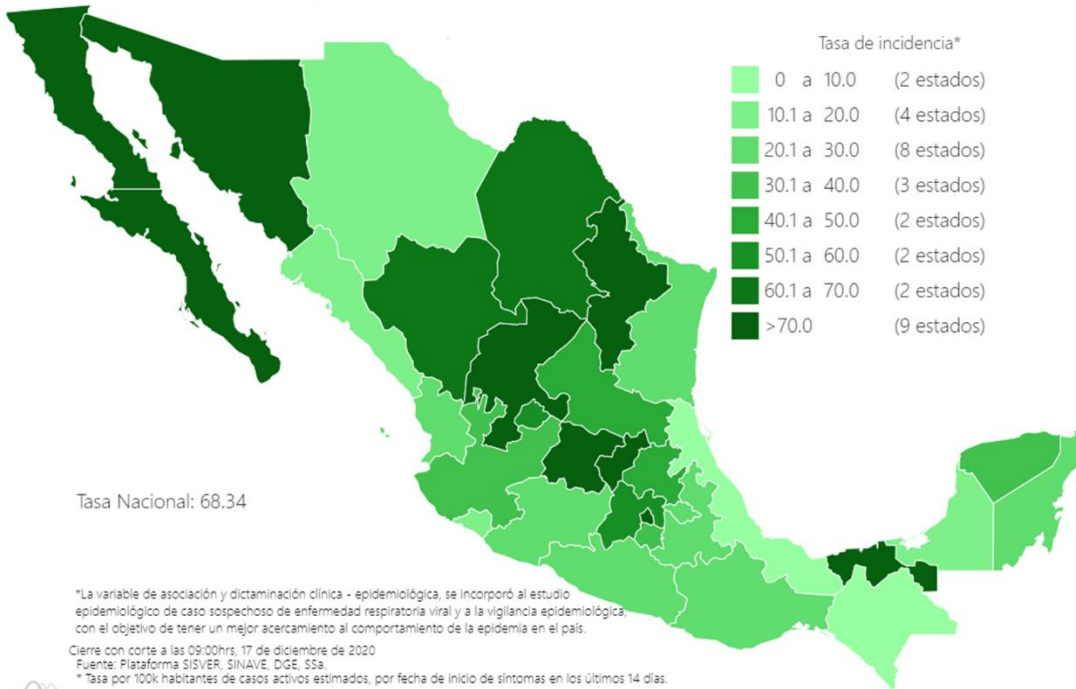 Tasa de incidencia*
0 a 10.0 (2 estados)
10.1 a 20.0 (4 estados)
20.1 a 30.0 (8 estados)
30.1 a 40.0 (3 estados)
40.1 a 50.0 (2 estados)
50.1 a 60.0 (2 estados)
60.1 a 70.0 (2 estados)
>70.0 (9 estados)
Tasa Nacional: 68.34
*La variable de asociación y dictaminación clínica - epidemiológica, se incorporó al estudio
epidemiológico de caso sospechoso de enfermedad respiratoria viral y a la vigilancia epidemiológica,
con el objetivo de tener un mejor acercamiento al comportamiento de la epidemia en el país.
Cierre con corte a las 09:00hrs, 17 de diciembre de 2020
Fuente: Plataforma SISVER, SINAVE, DGE, SSa.
* Tasa por 100k habitantes de casos activos estimados, por fecha de inicio de síntomas en los últimos 14 días.